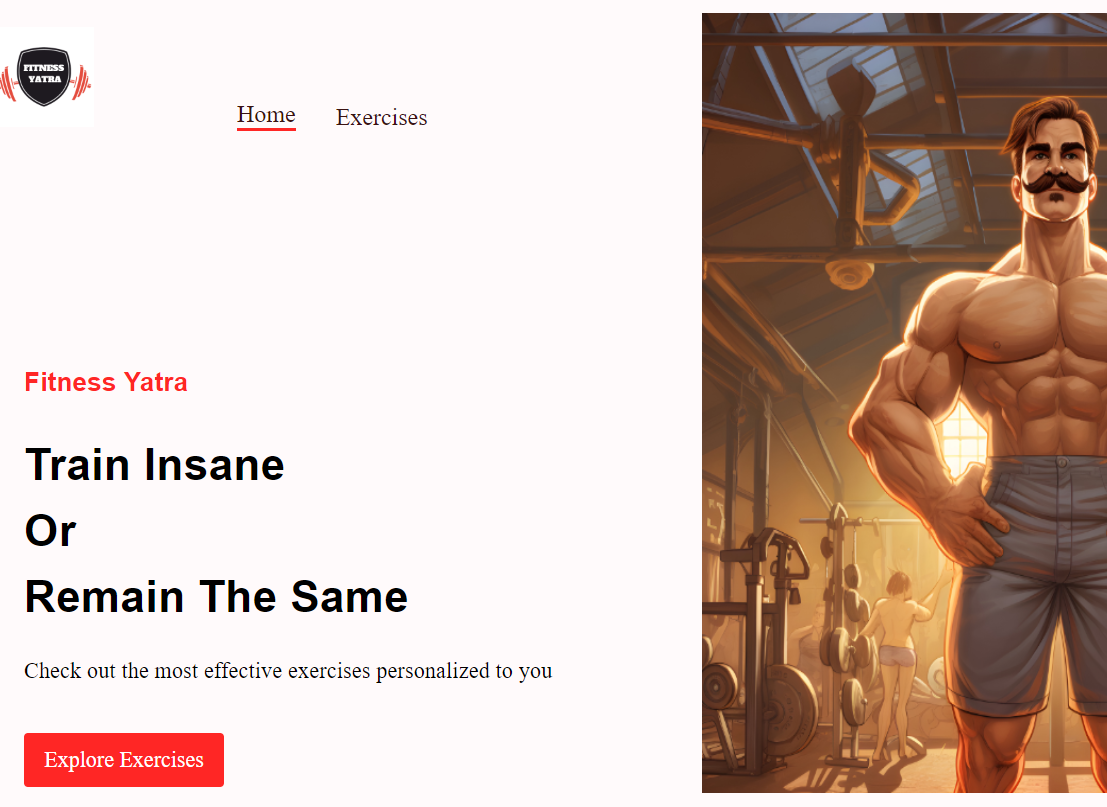 FITNESS
YATRA
Home
Exercises
Fitness Yatra
Train Insane
Or
Remain The Same
Check out the most effective exercises personalized to you
Explore Exercises